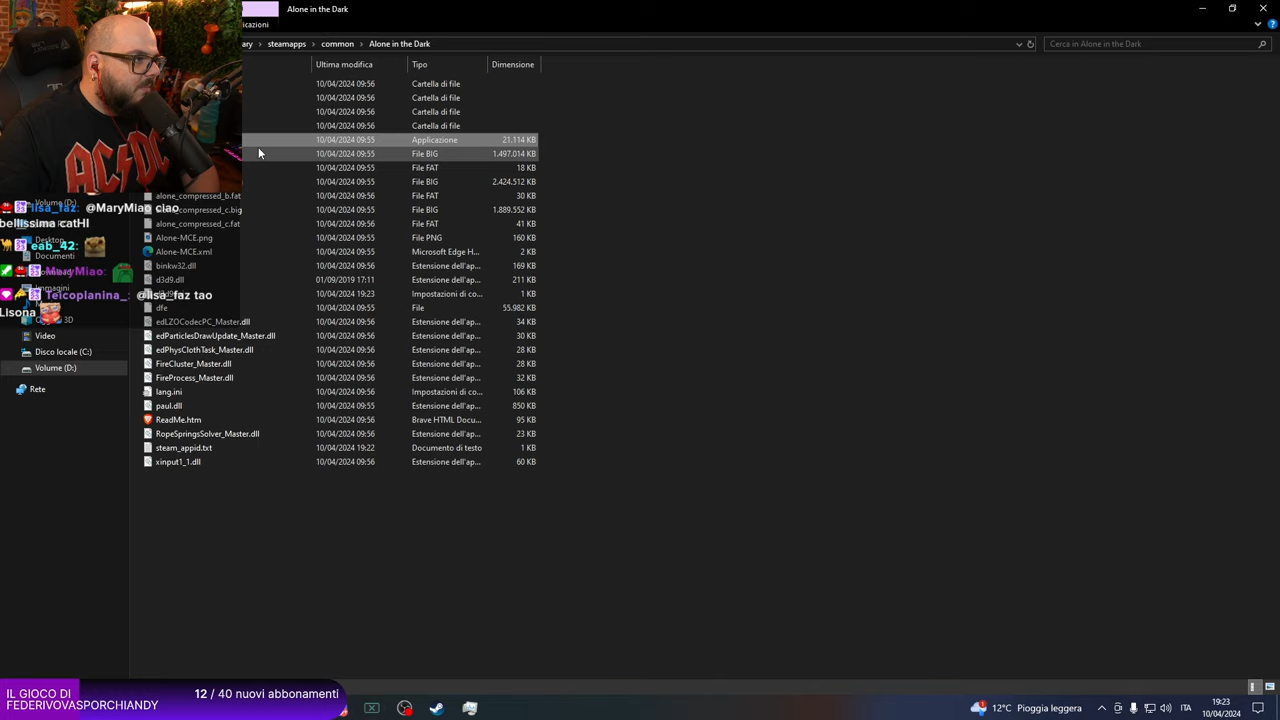 Alone in the Dark
icazioni
ary > steamapps > common > Alone in the Dark
Cerca in Alone in the Dark
Ultima modifica Tipo Dimensione
10/04/2024 09:56 Cartella di file
10/04/2024 09:56 Cartella di file
10/04/2024 09:56 Cartella di file
10/04/2024 09:56 Cartella di file
10/04/2024 09:55 Applicazione 21.114 KB
10/04/2024 09:55 File BIG 1.497.014 KB
10/04/2024 09:55 File FAT 18 KB
10/04/2024 09:55 File BIG 2.424.512 KB
alone_compressed_b.fat 10/04/2024 09:55 File FAT 30 KB
alone_compressed_c.big 10/04/2024 09:55 File BIG 1.889.552 KB
alone_compressed_c.fat 10/04/2024 09:55 File FAT 41 KB
Alone-MCE.png 10/04/2024 09:56 File PNG 160 KB
Alone-MCE.xml 10/04/2024 09:56 Microsoft Edge H... 2 KB
binkw32.dll 10/04/2024 09:56 Estensione dell'ap... 169 KB
d3d9.dll 01/09/2019 17:11 Estensione dell'ap... 211 KB
10/04/2024 19:23 Impostazioni di co... 1 KB
dfe 10/04/2024 09:55 File 55.982 KB
edLZOCodecPC_Master.dll 10/04/2024 09:56 Estensione dell'ap... 34 KB
edParticlesDrawUpdate_Master.dll 10/04/2024 09:56 Estensione dell'ap... 30 KB
edPhysClothTask_Master.dll 10/04/2024 09:56 Estensione dell'ap... 28 KB
FireCluster_Master.dll 10/04/2024 09:56 Estensione dell'ap... 28 KB
FireProcess_Master.dll 10/04/2024 09:56 Estensione dell'ap... 32 KB
lang.ini 10/04/2024 09:56 Impostazioni di co... 106 KB
paul.dll 10/04/2024 09:55 Estensione dell'ap... 850 KB
ReadMe.htm 10/04/2024 09:56 Brave HTML Docu... 95 KB
RopeSpringsSolver_Master.dll 10/04/2024 09:56 Estensione dell'ap... 23 KB
steam_appid.txt 10/04/2024 19:22 Documento di testo 1 KB
xinput1_1.dll 10/04/2024 09:56 Estensione dell'ap... 60 KB
AC DC
Volume (D:)
lisa_faz: @MaryMiao ciao
bellissima catHI
Desktop
eab_42:
Documenti
MaryMiao:
Immagini
Teicoplanina_: @lisa_faz tao
Lisona
3D
Video
Disco locale (C:)
Volume (D:)
Rete
IL GIOCO DI
FEDERIVOVASPORCHIANDY
12 / 40 nuovi abbonamenti
12°C Pioggia leggera
ITA
19:23
10/04/2024